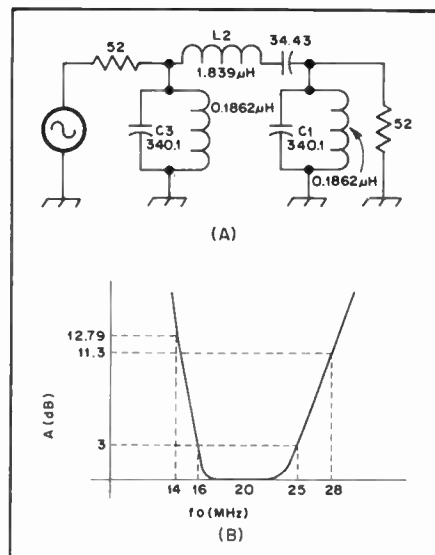 A
52
L2
1.839µH
34.43
0.1862µH
C3
340.1
C1
340.1
52
0.1862µH
(A)
A (dB)
12.79
11.3
3
14 16 20 25 28
fo (MHz)
(B)